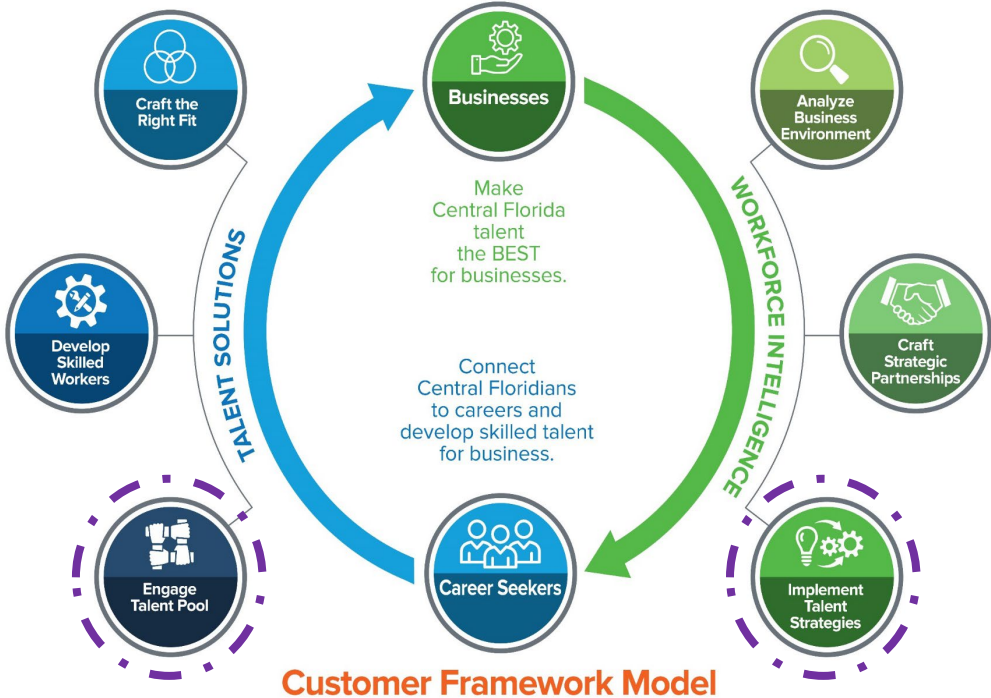 Craft the
Right Fit
Businesses
Analyze
Business
Environment
Make
Central Florida
talent
the BEST
for businesses.
TALENT SOLUTIONS
WORKFORCE INTELLIGENCE
Develop
Skilled
Workers
Craft
Strategic
Partnerships
Connect
Central Floridians
to careers and
develop skilled talent
for business.
Engage
Talent Pool
Career Seekers
Implement
Talent
Strategies
Customer Framework Model